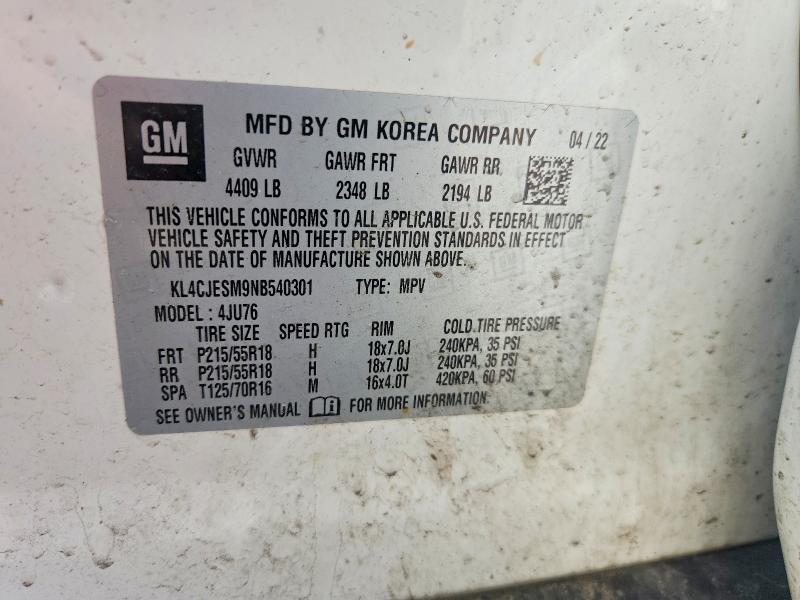 GM MFD BY GM KOREA COMPANY 04 / 22
GVWR GAWR FRT GAWR RR
4409 LB 2348 LB 2194 LB
THIS VEHICLE CONFORMS TO ALL APPLICABLE U.S. FEDERAL MOTOR
VEHICLE SAFETY AND THEFT PREVENTION STANDARDS IN EFFECT
ON THE DATE OF MANUFACTURE SHOWN ABOVE.
KL4CJESM9NB540301 TYPE: MPV
MODEL : 4JU76
TIRE SIZE SPEED RTG RIM COLD TIRE PRESSURE
FRT P215/55R18 H 18x7.0J 240KPA, 35 PSI
RR P215/55R18 H 18x7.0J 240KPA, 35 PSI
SPA T125/70R16 M 16x4.0T 420KPA, 60 PSI
SEE OWNER'S MANUAL FOR MORE INFORMATION.